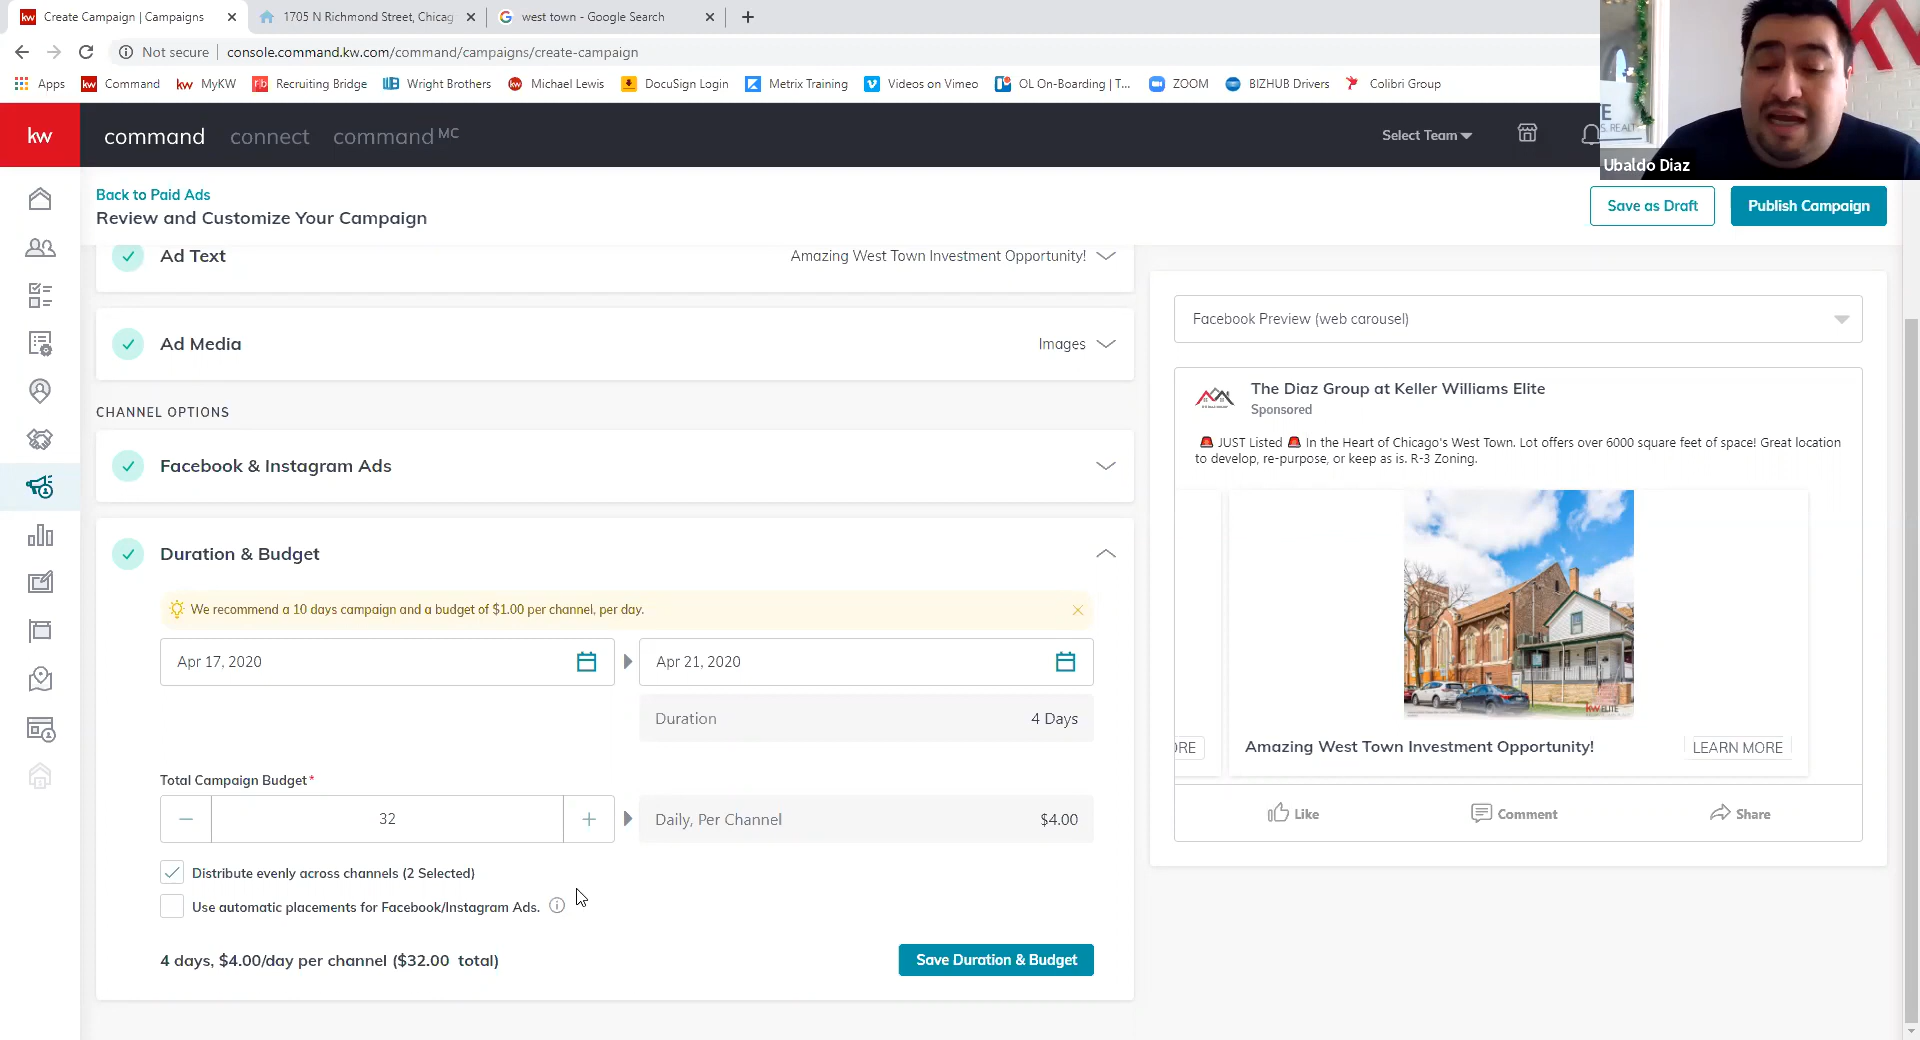 Create Campaign | Campaigns
1705 N Richmond Street, Chicag
west town - Google Search
Not secure
console.command.kw.com/command/campaigns/create-campaign
Apps
kw Command
kw MyKW
rb Recruiting Bridge
Wright Brothers
kw Michael Lewis
DocuSign Login
Metrix Training
Videos on Vimeo
OL On-Boarding | T...
ZOOM
BIZHUB Drivers
Colibri Group
kw
command
connect
command MC
Select Team
Ubaldo Diaz
Back to Paid Ads
Review and Customize Your Campaign
Save as Draft
Publish Campaign
Ad Text
Amazing West Town Investment Opportunity!
Ad Media
Images
CHANNEL OPTIONS
Facebook & Instagram Ads
Duration & Budget
We recommend a 10 days campaign and a budget of $1.00 per channel, per day.
Apr 17, 2020
Apr 21, 2020
Duration
4 Days
Total Campaign Budget*
32
Daily, Per Channel
$4.00
Distribute evenly across channels (2 Selected)
Use automatic placements for Facebook/Instagram Ads.
4 days, $4.00/day per channel ($32.00 total)
Save Duration & Budget
Facebook Preview (web carousel)
The Diaz Group at Keller Williams Elite
Sponsored
🚨 JUST Listed 🚨 In the Heart of Chicago's West Town. Lot offers over 6000 square feet of space! Great location
to develop, re-purpose, or keep as is. R-3 Zoning.
kw ELITE
ORE
Amazing West Town Investment Opportunity!
LEARN MORE
Like
Comment
Share